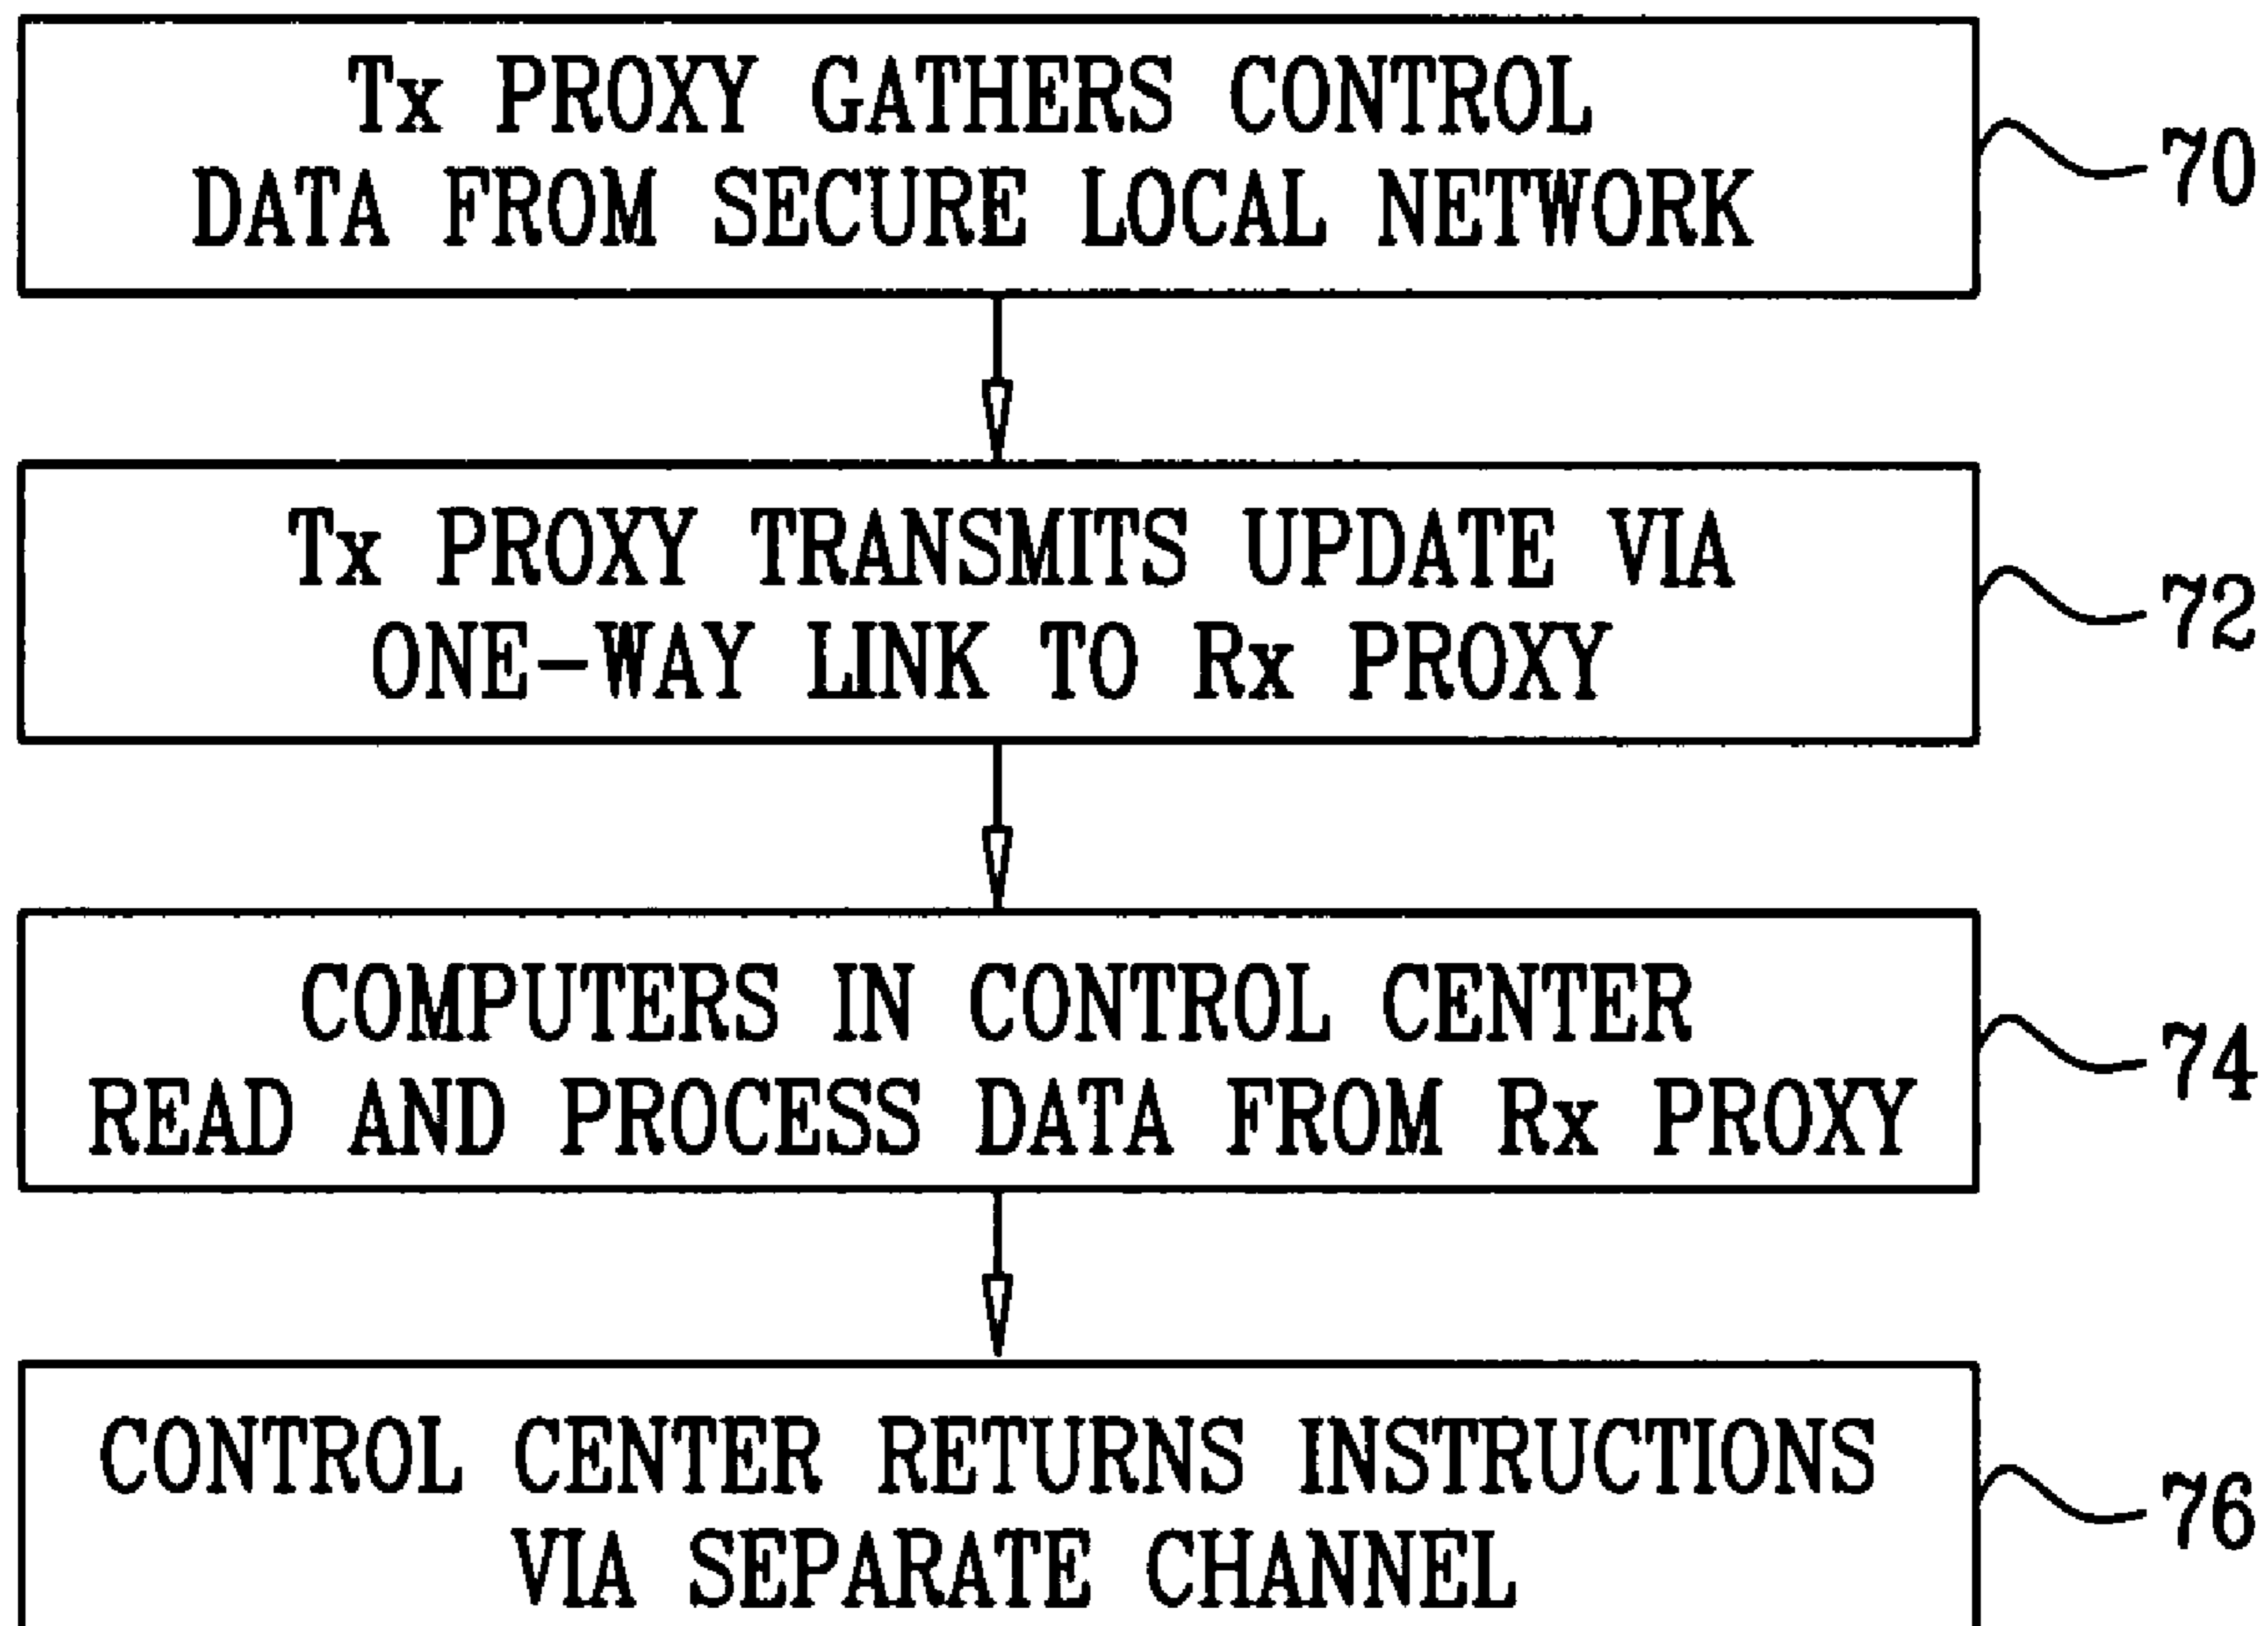 Tx PROXY GATHERS CONTROL
DATA FROM SECURE LOCAL NETWORK
70
Tx PROXY TRANSMITS UPDATE VIA
ONE-WAY LINK TO Rx PROXY
72
COMPUTERS IN CONTROL CENTER
READ AND PROCESS DATA FROM Rx PROXY
74
CONTROL CENTER RETURNS INSTRUCTIONS
VIA SEPARATE CHANNEL
76